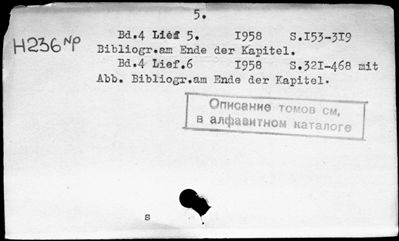 5.
H236 NP
Bd.4 Lief 5. 1958 S.153-319
Bibliogr.am Ende der Kapitel.
Bd.4 Lief.6 1958 S.321-468 mit
Abb. Bibliogr.am Ende der Kapitel.
Описание томов см,
в алфавитном каталоге
s